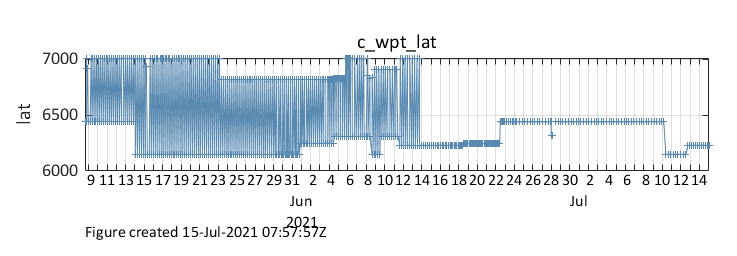 c_wpt_lat
7000
6500
6000
lat
9 11 13 15 17 19 21 23 25 27 29 31 2 4 6 8 10 12 14 16 18 20 22 24 26 28 30 2 4 6 8 10 12 14
Jun Jul
2021
Figure created 15-Jul-2021 07:57:57Z